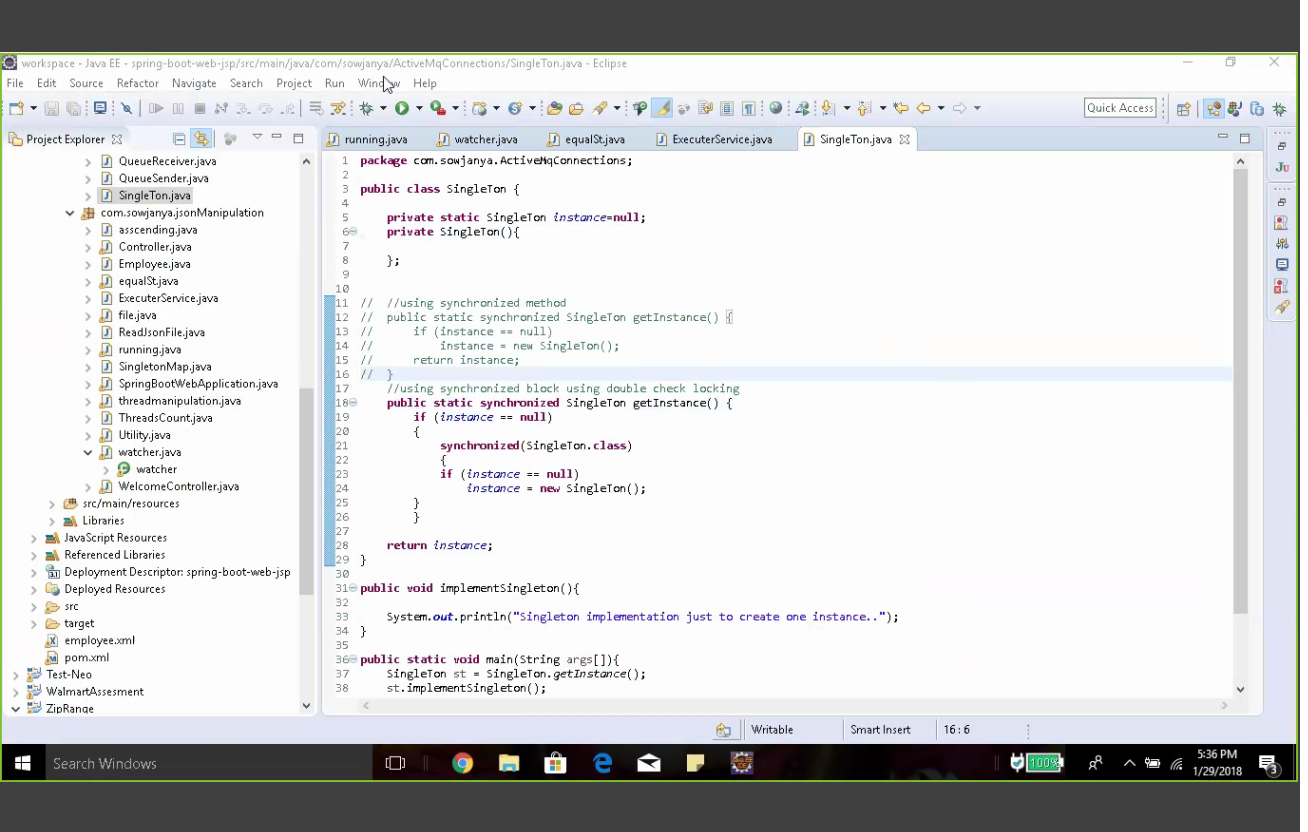 workspace - Java EE - spring-boot-web-jsp/src/main/java/com/sowjanya/ActiveMqConnections/SingleTon.java - Eclipse
File Edit Source Refactor Navigate Search Project Run Window Help
Quick Access
Project Explorer
running.java watcher.java equalSt.java ExecuterService.java SingleTon.java
QueueReceiver.java
QueueSender.java
SingleTon.java
com.sowjanya.jsonManipulation
asscending.java
Controller.java
Employee.java
equalSt.java
ExecuterService.java
file.java
ReadJsonFile.java
running.java
SingletonMap.java
SpringBootWebApplication.java
threadmanipulation.java
ThreadsCount.java
Utility.java
watcher.java
watcher
WelcomeController.java
src/main/resources
Libraries
JavaScript Resources
Referenced Libraries
Deployment Descriptor: spring-boot-web-jsp
Deployed Resources
src
target
employee.xml
pom.xml
Test-Neo
WalmartAssesment
ZipRange
1 package com.sowjanya.ActiveMqConnections;
2
3 public class SingleTon {
4
5 private static SingleTon instance=null;
6 private SingleTon(){
7
8 };
9
10
11 // //using synchronized method
12 // public static synchronized SingleTon getInstance() {
13 // if (instance == null)
14 // instance = new SingleTon();
15 // return instance;
16 // }
17 //using synchronized block using double check locking
18 public static synchronized SingleTon getInstance() {
19 if (instance == null)
20 {
21 synchronized(SingleTon.class)
22 {
23 if (instance == null)
24 instance = new SingleTon();
25 }
26 }
27
28 return instance;
29 }
30
31 public void implementSingleton(){
32
33 System.out.println("Singleton implementation just to create one instance..");
34 }
35
36 public static void main(String args[]){
37 SingleTon st = SingleTon.getInstance();
38 st.implementSingleton();
Writable Smart Insert 16 : 6
Search Windows
100%
5:36 PM
1/29/2018
3